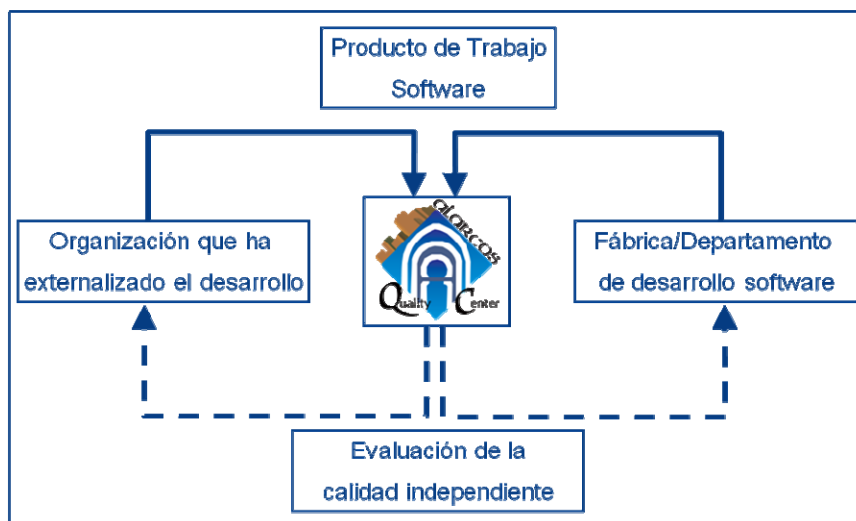 Producto de Trabajo
Software
Organización que ha
externalizado el desarrollo
alarcos
Quality Center
Fábrica/Departamento
de desarrollo software
Evaluación de la
calidad independiente